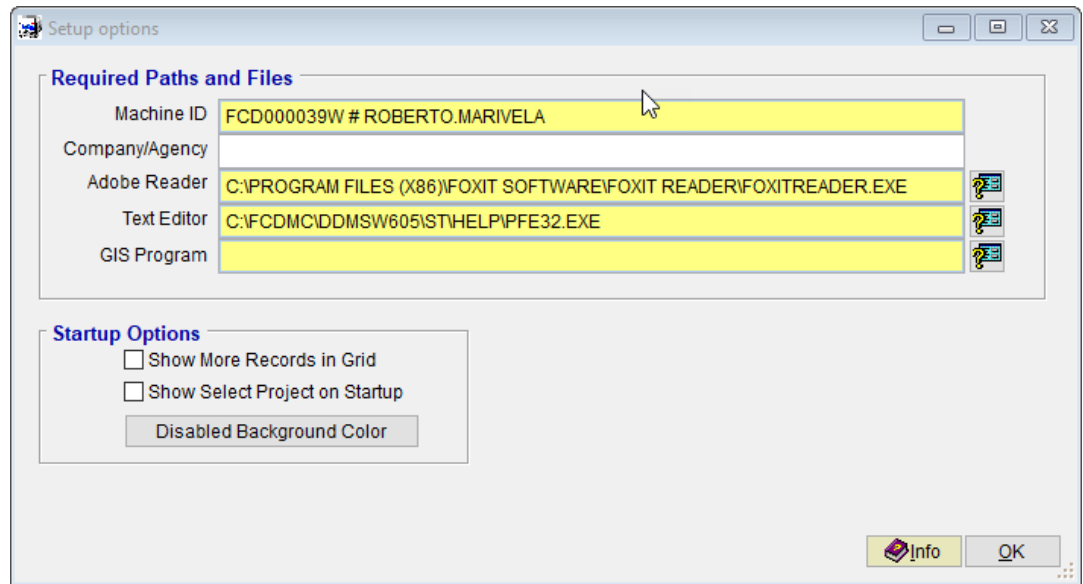 Setup options
Required Paths and Files
Machine ID FCD000039W # ROBERTO.MARIVELA
Company/Agency
Adobe Reader C:\PROGRAM FILES (X86)\FOXIT SOFTWARE\FOXIT READER\FOXITREADER.EXE
Text Editor C:\FCDMC\DDMSW605\ST\HELP\PFE32.EXE
GIS Program
Startup Options
Show More Records in Grid
Show Select Project on Startup
Disabled Background Color
Info OK